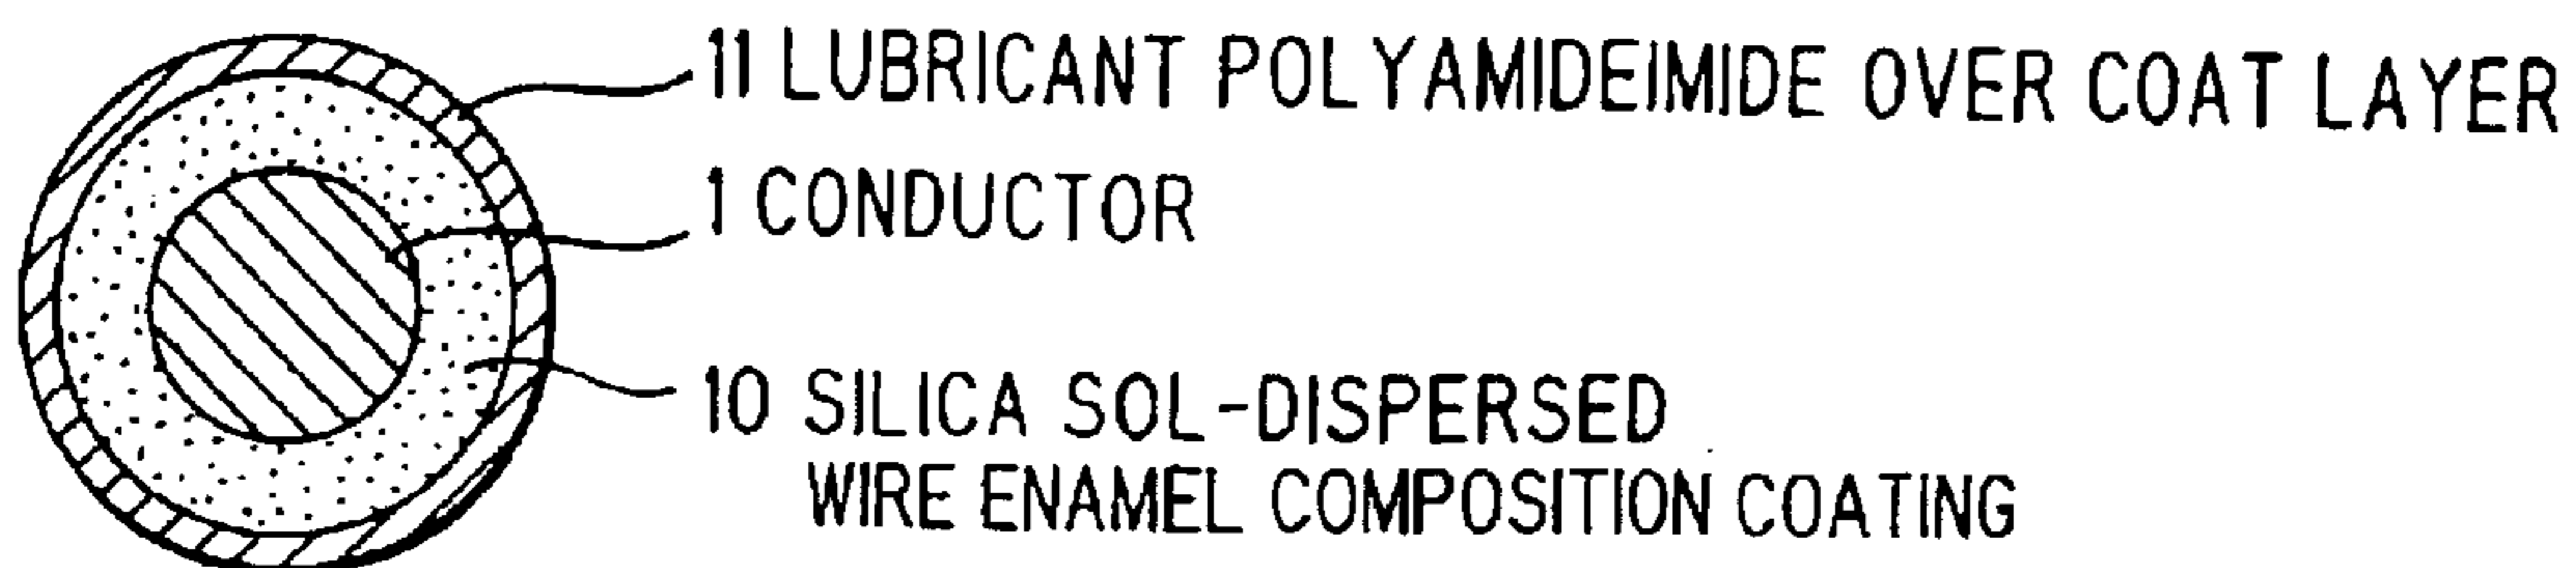 11 LUBRICANT POLYAMIDEIMIDE OVER COAT LAYER
1 CONDUCTOR
10 SILICA SOL-DISPERSED
WIRE ENAMEL COMPOSITION COATING